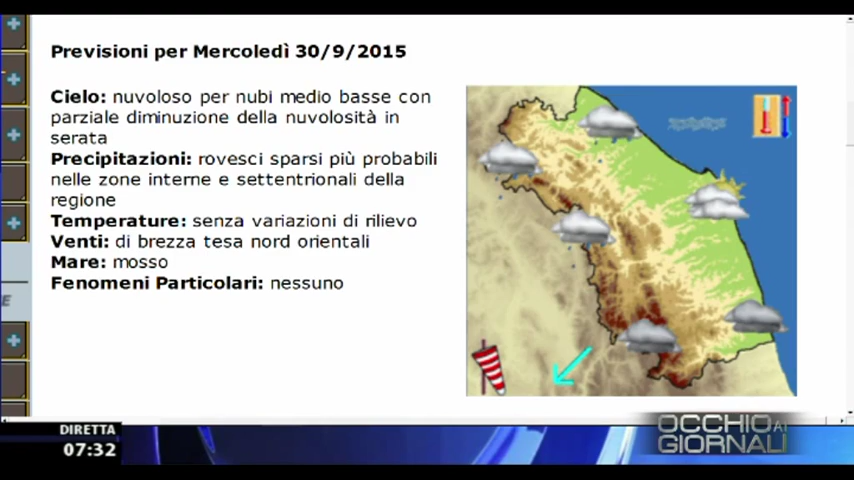 Previsioni per Mercoledì 30/9/2015
Cielo: nuvoloso per nubi medio basse con
parziale diminuzione della nuvolosità in
serata
Precipitazioni: rovesci sparsi più probabili
nelle zone interne e settentrionali della
regione
Temperature: senza variazioni di rilievo
Venti: di brezza tesa nord orientali
Mare: mosso
Fenomeni Particolari: nessuno
E
DIRETTA
07:32
OCCHIO AI
GIORNALI